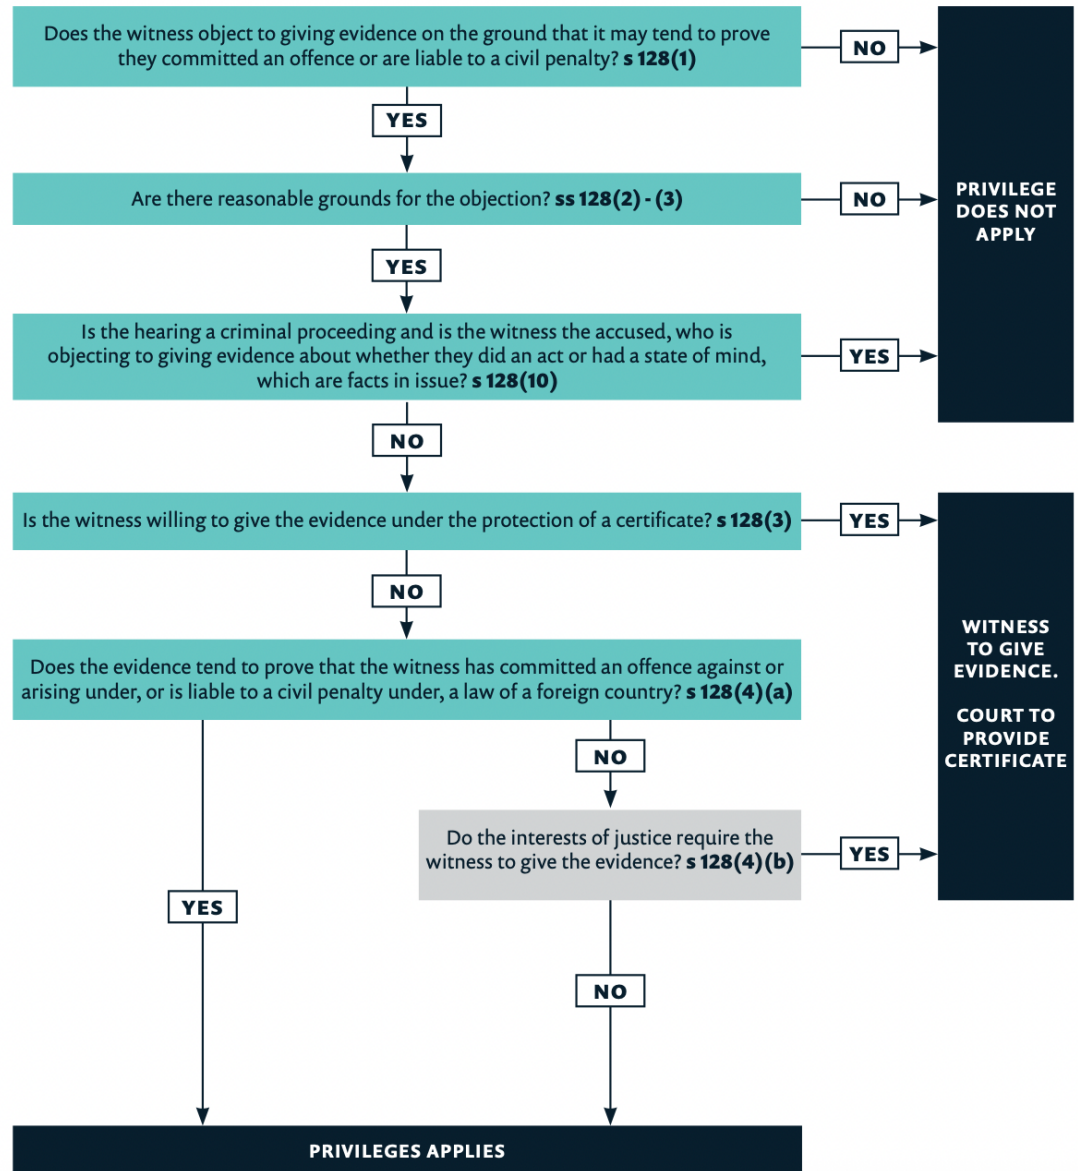 Does the witness object to giving evidence on the ground that it may tend to prove
they committed an offence or are liable to a civil penalty? s 128(1)
NO
YES
Are there reasonable grounds for the objection? ss 128(2) - (3)
NO
PRIVILEGE
DOES NOT
APPLY
YES
Is the hearing a criminal proceeding and is the witness the accused, who is
objecting to giving evidence about whether they did an act or had a state of mind,
which are facts in issue? s 128(10)
YES
NO
Is the witness willing to give the evidence under the protection of a certificate? s 128(3)
YES
NO
Does the evidence tend to prove that the witness has committed an offence against or
arising under, or is liable to a civil penalty under, a law of a foreign country? s 128(4)(a)
WITNESS
TO GIVE
EVIDENCE.
COURT TO
PROVIDE
CERTIFICATE
NO
Do the interests of justice require the
witness to give the evidence? s 128(4)(b)
YES
YES
NO
PRIVILEGES APPLIES